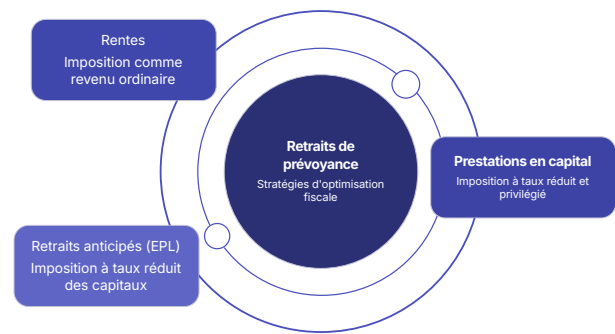 Rentes
Imposition comme
revenu ordinaire
Retraits de
prévoyance
Stratégies d'optimisation
fiscale
Prestations en capital
Imposition à taux réduit et
privilégié
Retraits anticipés (EPL)
Imposition à taux réduit
des capitaux